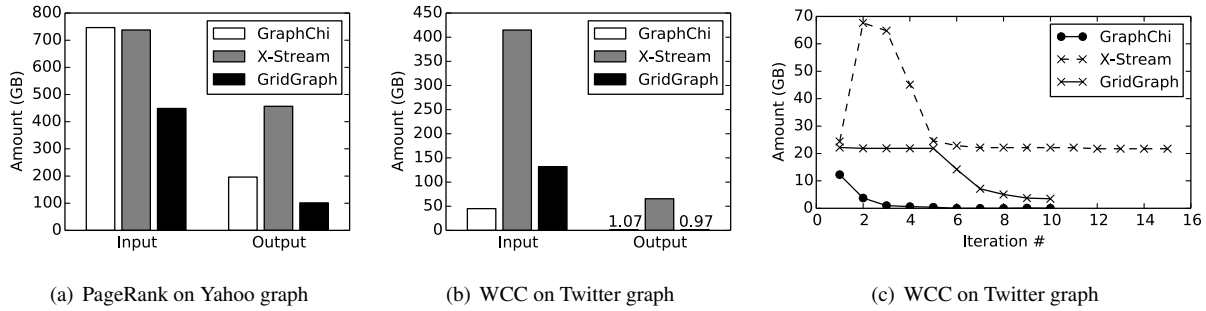 800
700
600
500
400
300
200
100
0
Amount (GB)
GraphChi
X-Stream
GridGraph
Input
Output
(a) PageRank on Yahoo graph
450
400
350
300
250
200
150
100
50
0
Amount (GB)
GraphChi
X-Stream
GridGraph
1.07
0.97
Input
Output
(b) WCC on Twitter graph
70
60
50
40
30
20
10
0
Amount (GB)
GraphChi
X-Stream
GridGraph
0 2 4 6 8 10 12 14 16
Iteration #
(c) WCC on Twitter graph